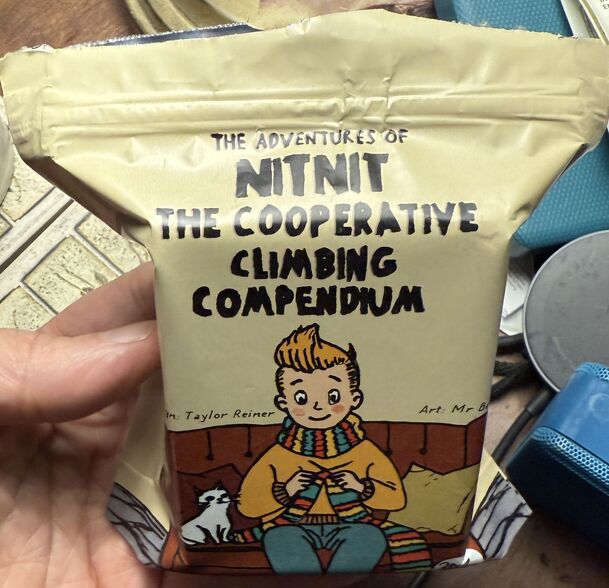 THE ADVENTURES OF
NITNIT
THE COOPERATIVE
CLIMBING
COMPENDIUM
Taylor Reiner
Art: Mr